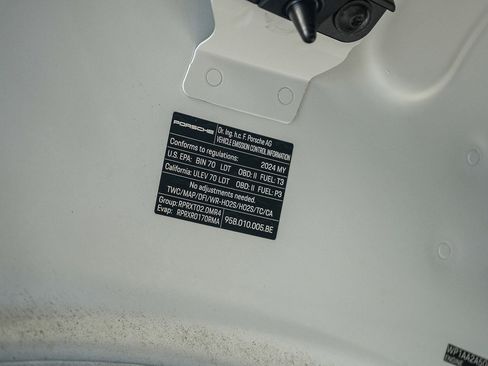 PORSCHE Dr. Ing. h.c. F. Porsche AG
VEHICLE EMISSION CONTROL INFORMATION
Conforms to regulations: 2024 MY
U.S. EPA: BIN 70 LDT OBD: II FUEL: T3
California: ULEV 70 LDT OBD: II FUEL: P3
No adjustments needed.
TWC/MAP/DFI/WR-HO2S/HO2S/TC/CA
Group: RPRXT02.0MR4
Evap: RPRXR0170RMA
95B.010.005.BE